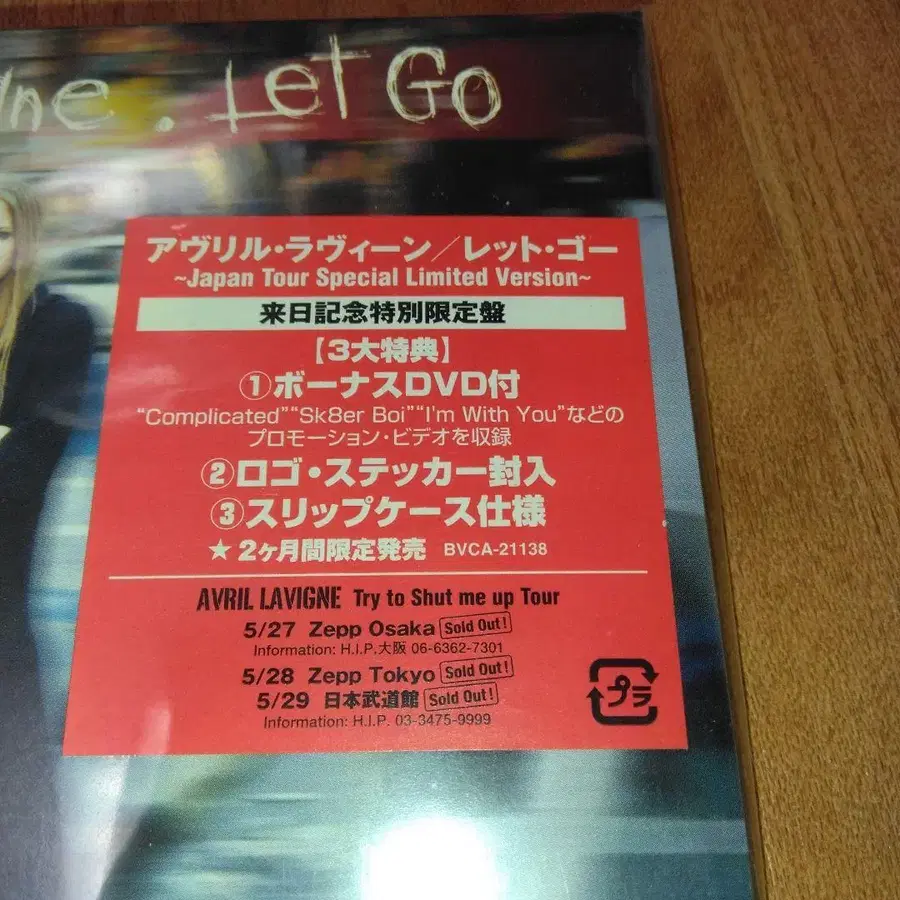 ne . Let Go
アヴリル・ラヴィーン／レット・ゴー
~Japan Tour Special Limited Version~
来日記念特別限定盤
【3大特典】
①ボーナスDVD付
“Complicated”“Sk8er Boi”“I'm With You”などの
プロモーション・ビデオを収録
②ロゴ・ステッカー封入
③スリップケース仕様
★ 2ヶ月間限定発売 BVCA-21138
AVRIL LAVIGNE Try to Shut me up Tour
5/27 Zepp Osaka Sold Out!
Information: H.I.P.大阪 06-6362-7301
5/28 Zepp Tokyo Sold Out!
5/29 日本武道館 Sold Out!
Information: H.I.P. 03-3475-9999
プラ